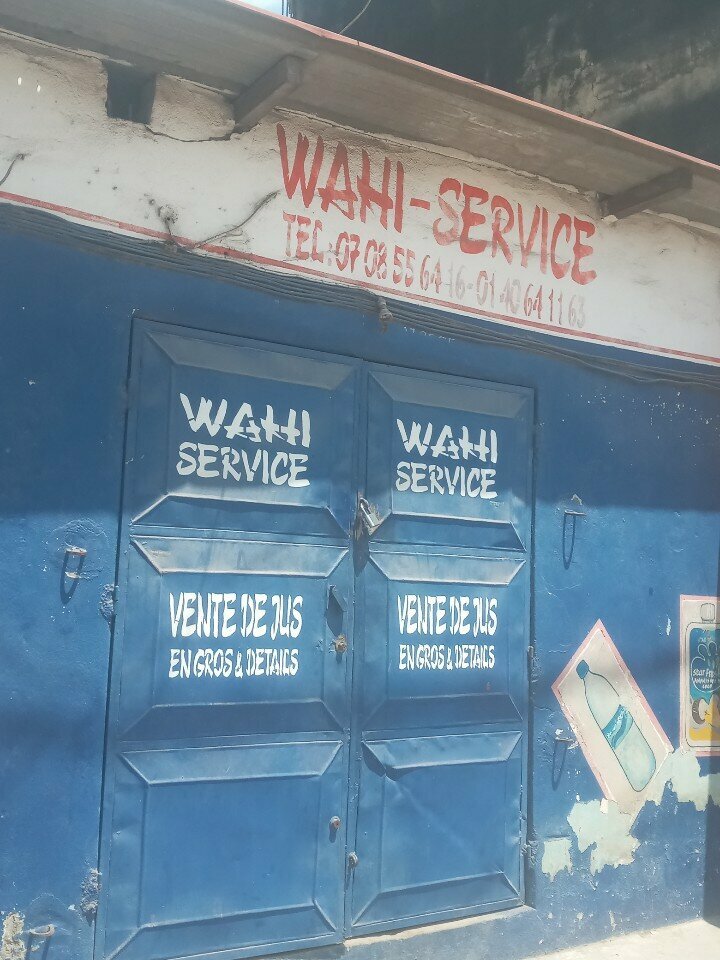 WAHI-SERVICE
TEL: 07 08 55 64 16 - 01 40 64 11 63
WAHI
SERVICE
VENTE DE JUS
EN GROS & DETAILS
WAHI
SERVICE
VENTE DE JUS
EN GROS & DETAILS